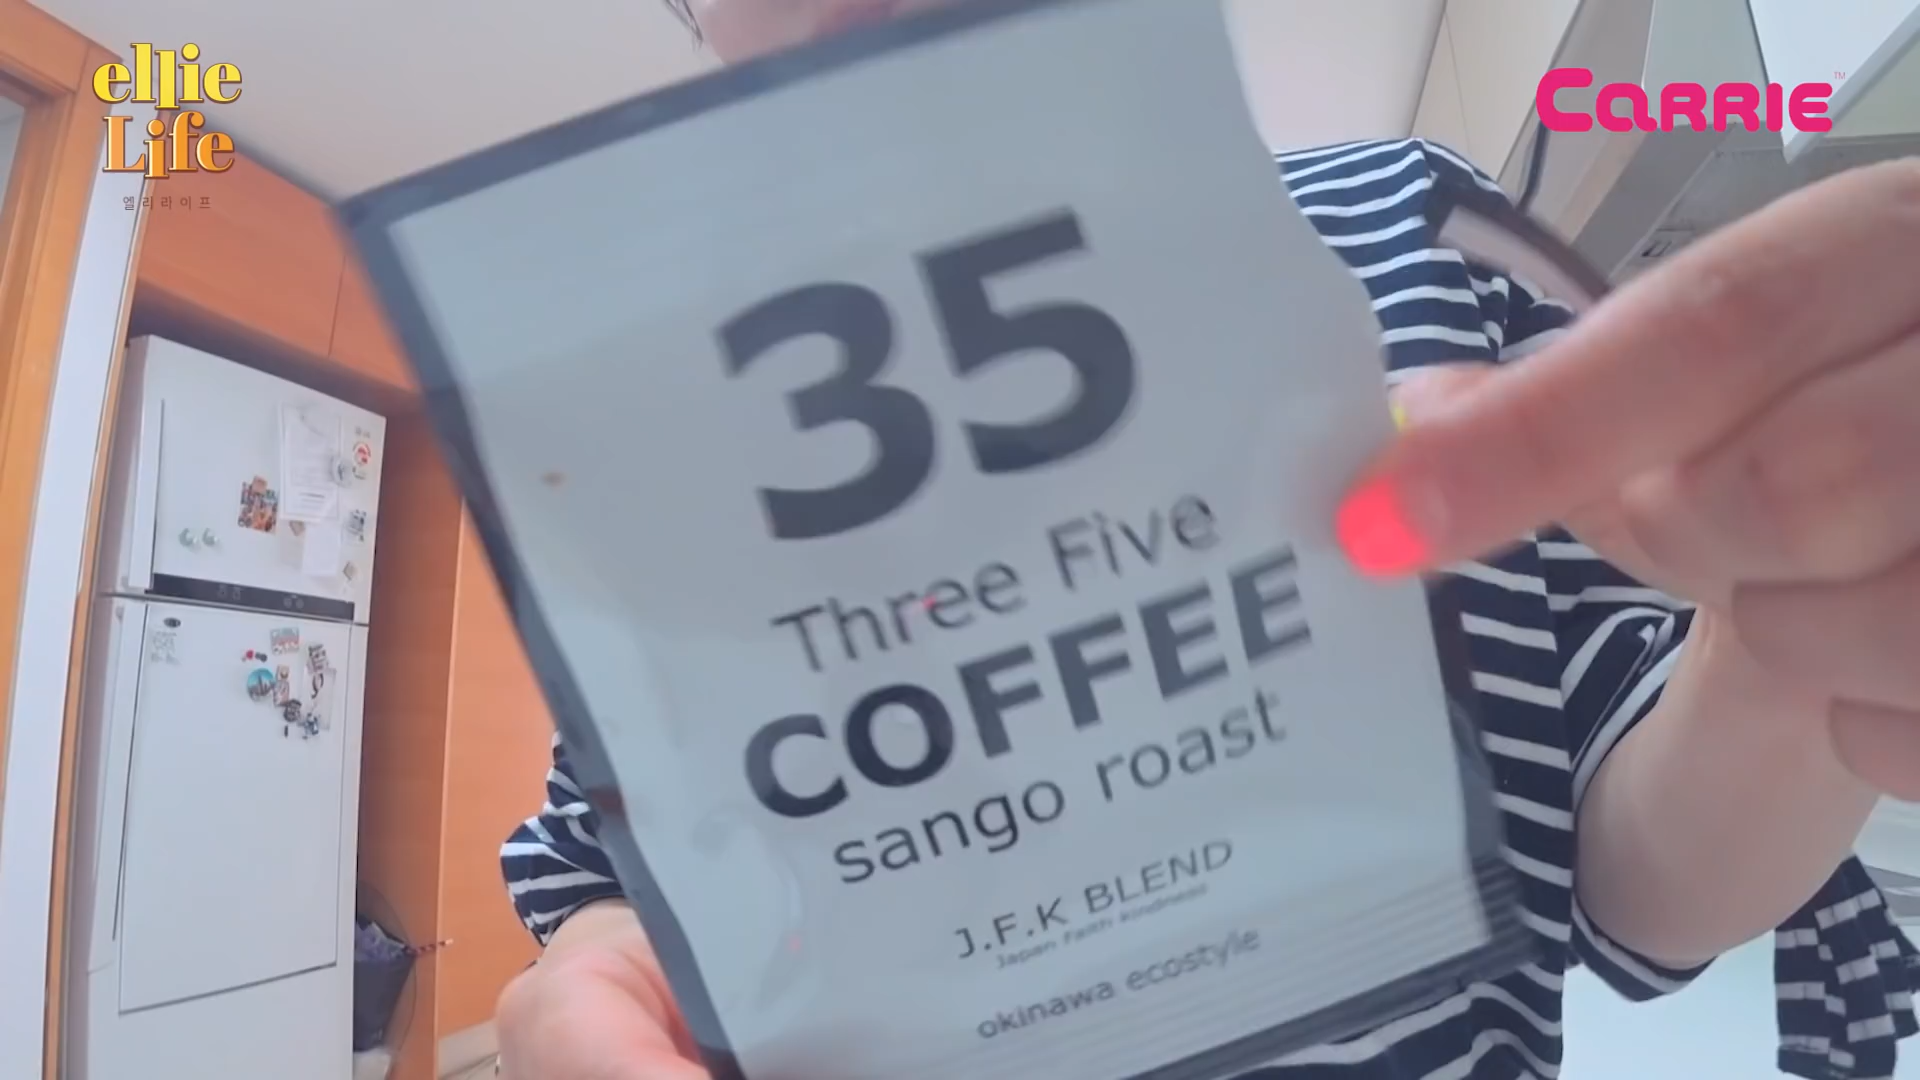 ellie
Life
엘리라이프
CARRIE™
35
Three Five
COFFEE
sango roast
J.F.K BLEND
Japan Faith Kindness
okinawa ecostyle